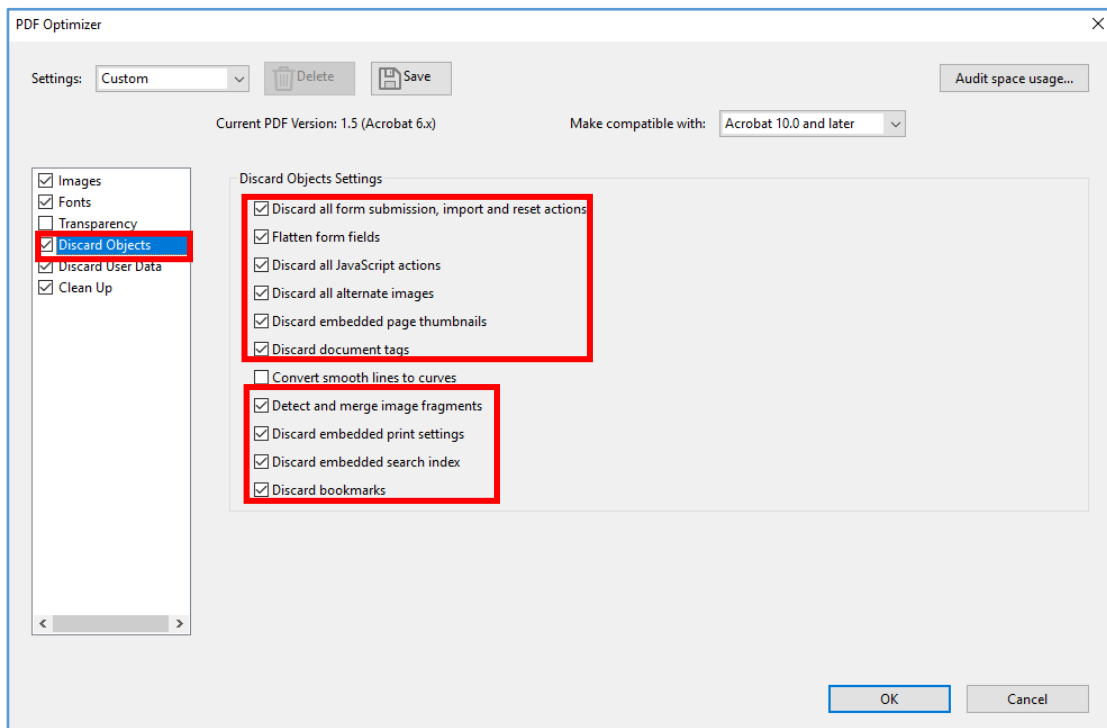 PDF Optimizer
Settings: Custom Delete Save Audit space usage...
Current PDF Version: 1.5 (Acrobat 6.x) Make compatible with: Acrobat 10.0 and later
Images
Fonts
Transparency
Discard Objects
Discard User Data
Clean Up
Discard Objects Settings
Discard all form submission, import and reset actions
Flatten form fields
Discard all JavaScript actions
Discard all alternate images
Discard embedded page thumbnails
Discard document tags
Convert smooth lines to curves
Detect and merge image fragments
Discard embedded print settings
Discard embedded search index
Discard bookmarks
OK Cancel